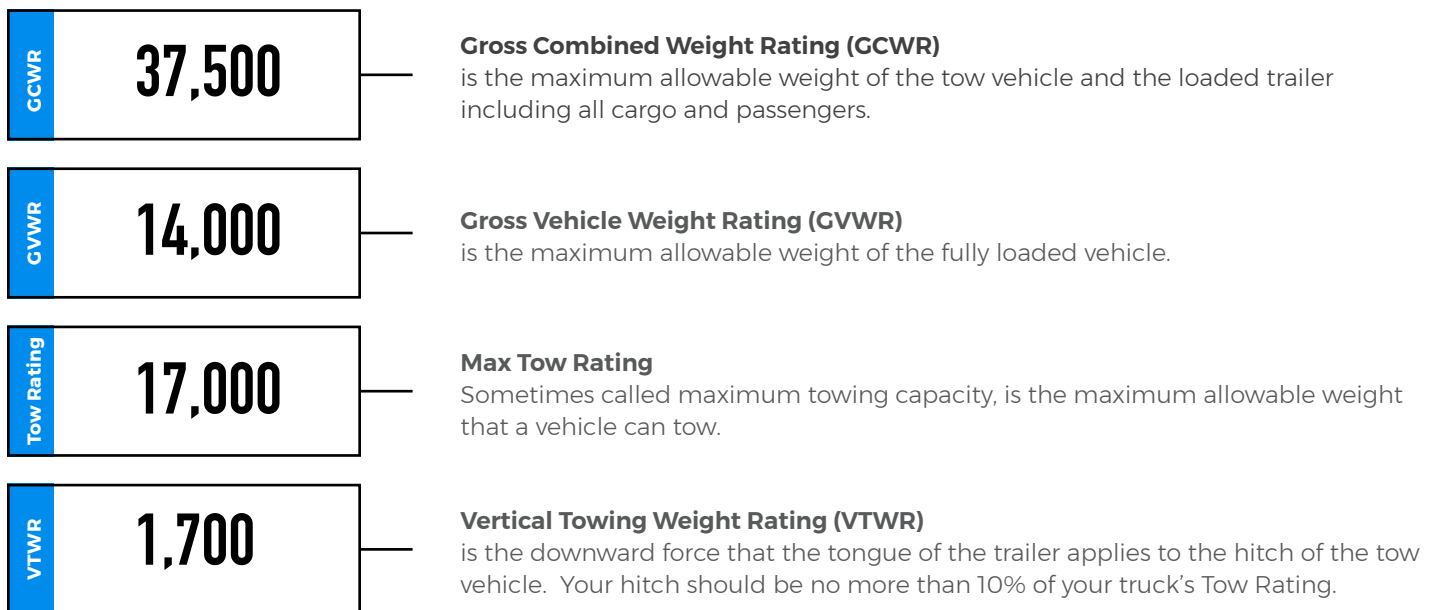 GCWR
37,500
Gross Combined Weight Rating (GCWR)
is the maximum allowable weight of the tow vehicle and the loaded trailer
including all cargo and passengers.
GVWR
14,000
Gross Vehicle Weight Rating (GVWR)
is the maximum allowable weight of the fully loaded vehicle.
Tow Rating
17,000
Max Tow Rating
Sometimes called maximum towing capacity, is the maximum allowable weight
that a vehicle can tow.
VTWR
1,700
Vertical Towing Weight Rating (VTWR)
is the downward force that the tongue of the trailer applies to the hitch of the tow
vehicle.  Your hitch should be no more than 10% of your truck's Tow Rating.